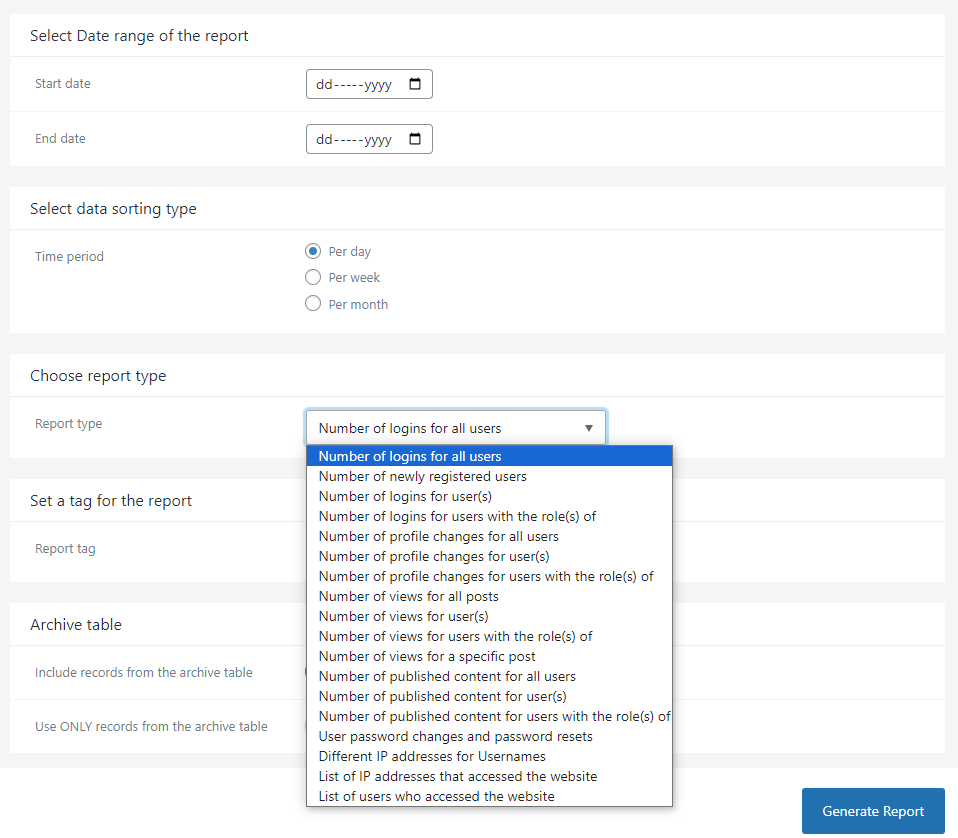 Select Date range of the report
Start date
dd-----yyyy
End date
dd-----yyyy
Select data sorting type
Time period
Per day
Per week
Per month
Choose report type
Report type
Number of logins for all users
Number of logins for all users
Number of newly registered users
Number of logins for user(s)
Number of logins for users with the role(s) of
Number of profile changes for all users
Number of profile changes for user(s)
Number of profile changes for users with the role(s) of
Number of views for all posts
Number of views for user(s)
Number of views for users with the role(s) of
Number of views for a specific post
Number of published content for all users
Number of published content for user(s)
Number of published content for users with the role(s) of
User password changes and password resets
Different IP addresses for Usernames
List of IP addresses that accessed the website
List of users who accessed the website
Set a tag for the report
Report tag
Archive table
Include records from the archive table
Use ONLY records from the archive table
Generate Report